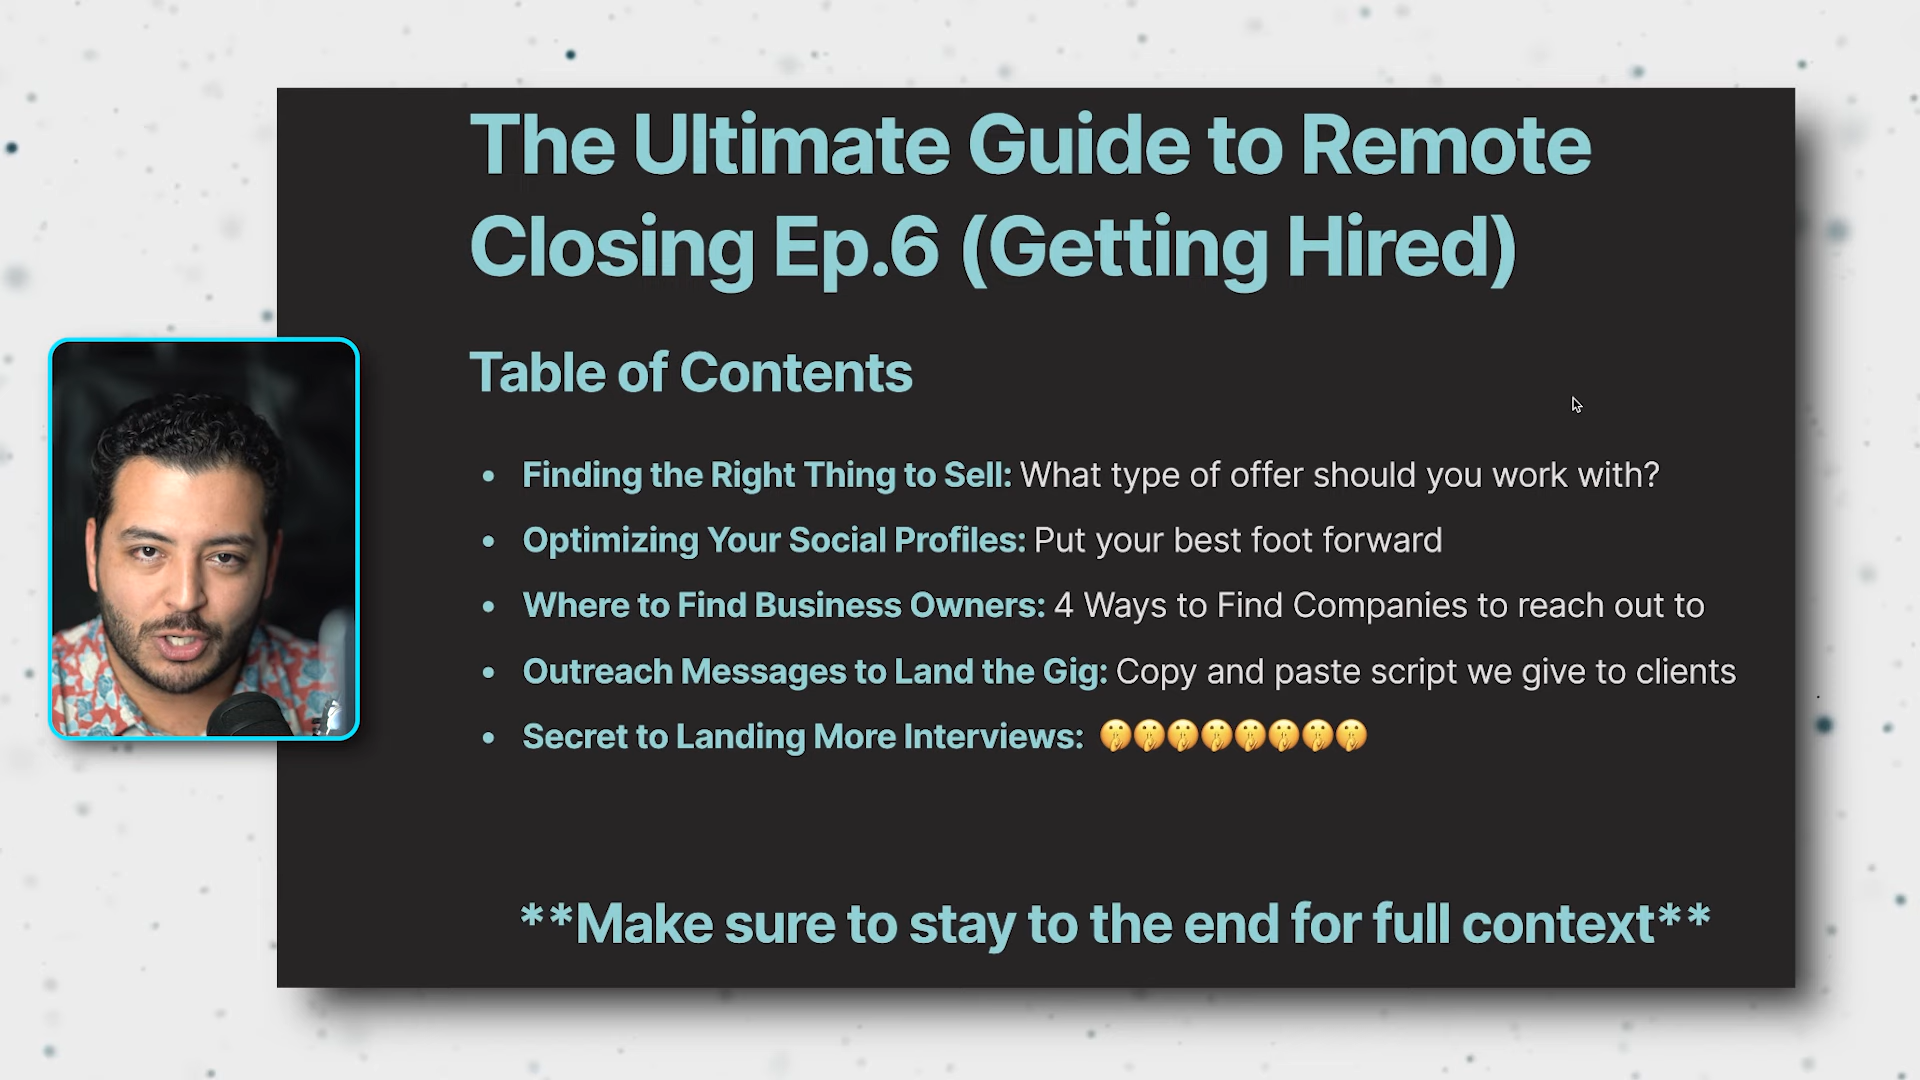 The Ultimate Guide to Remote
Closing Ep.6 (Getting Hired)
Table of Contents
• Finding the Right Thing to Sell: What type of offer should you work with?
• Optimizing Your Social Profiles: Put your best foot forward
• Where to Find Business Owners: 4 Ways to Find Companies to reach out to
• Outreach Messages to Land the Gig: Copy and paste script we give to clients
• Secret to Landing More Interviews: 🤫🤫🤫🤫🤫🤫🤫🤫
**Make sure to stay to the end for full context**